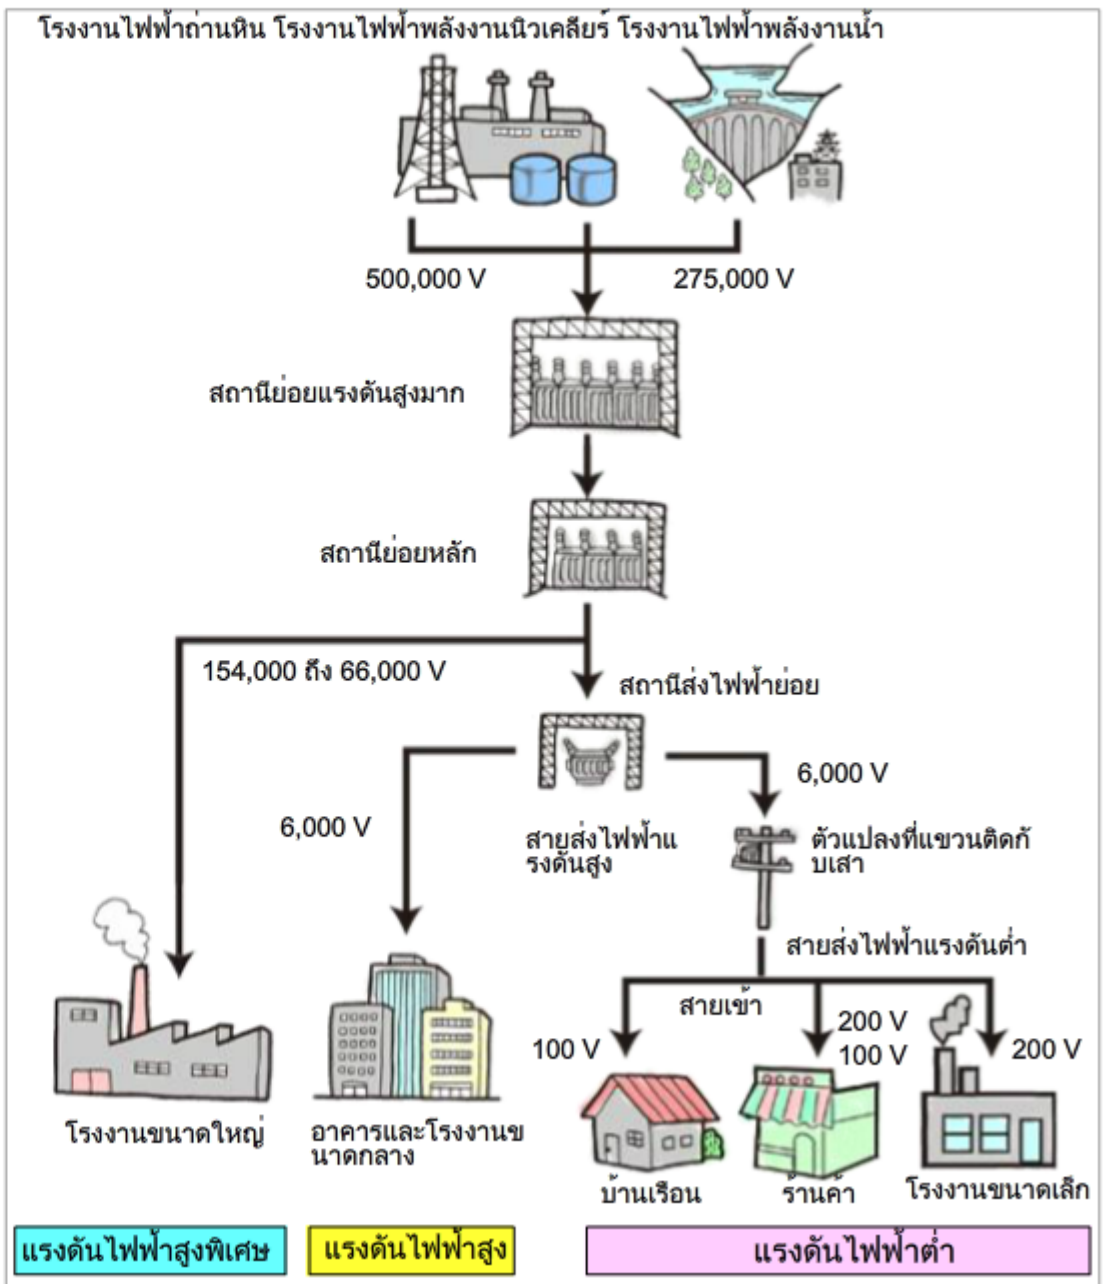 โรงงานไฟฟ้าถ่านหิน โรงงานไฟฟ้าพลังงานนิวเคลียร์ โรงงานไฟฟ้าพลังงานน้ำ
500,000 V
275,000 V
สถานีย่อยแรงดันสูงมาก
สถานีย่อยหลัก
154,000 ถึง 66,000 V
สถานีส่งไฟฟ้าย่อย
6,000 V
6,000 V
สายส่งไฟฟ้าแ
รงดันสูง
ตัวแปลงที่แขวนติดกั
บเสา
สายส่งไฟฟ้าแรงดันต่ำ
สายเข้า
100 V
200 V
100 V
200 V
โรงงานขนาดใหญ่
อาคารและโรงงานข
นาดกลาง
บ้านเรือน
ร้านค้า
โรงงานขนาดเล็ก
แรงดันไฟฟ้าสูงพิเศษ
แรงดันไฟฟ้าสูง
แรงดันไฟฟ้าต่ำ